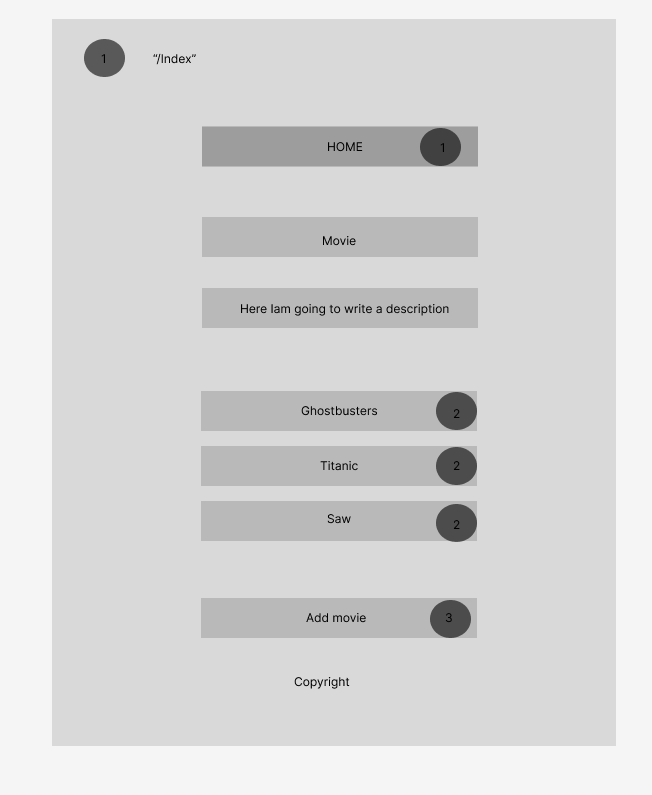 1 “/Index”
HOME 1
Movie
Here Iam going to write a description
Ghostbusters 2
Titanic 2
Saw 2
Add movie 3
Copyright